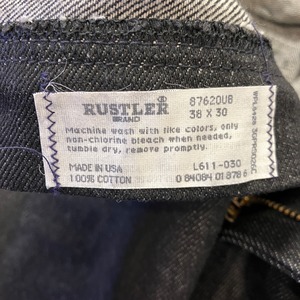 RUSTLER ®
BRAND
87620UB
38 X 30
Machine wash with like colors, only
non-chlorine bleach when needed,
tumble dry, remove promptly.
MADE IN USA
100% COTTON
L611-030
0 84084 01878 6